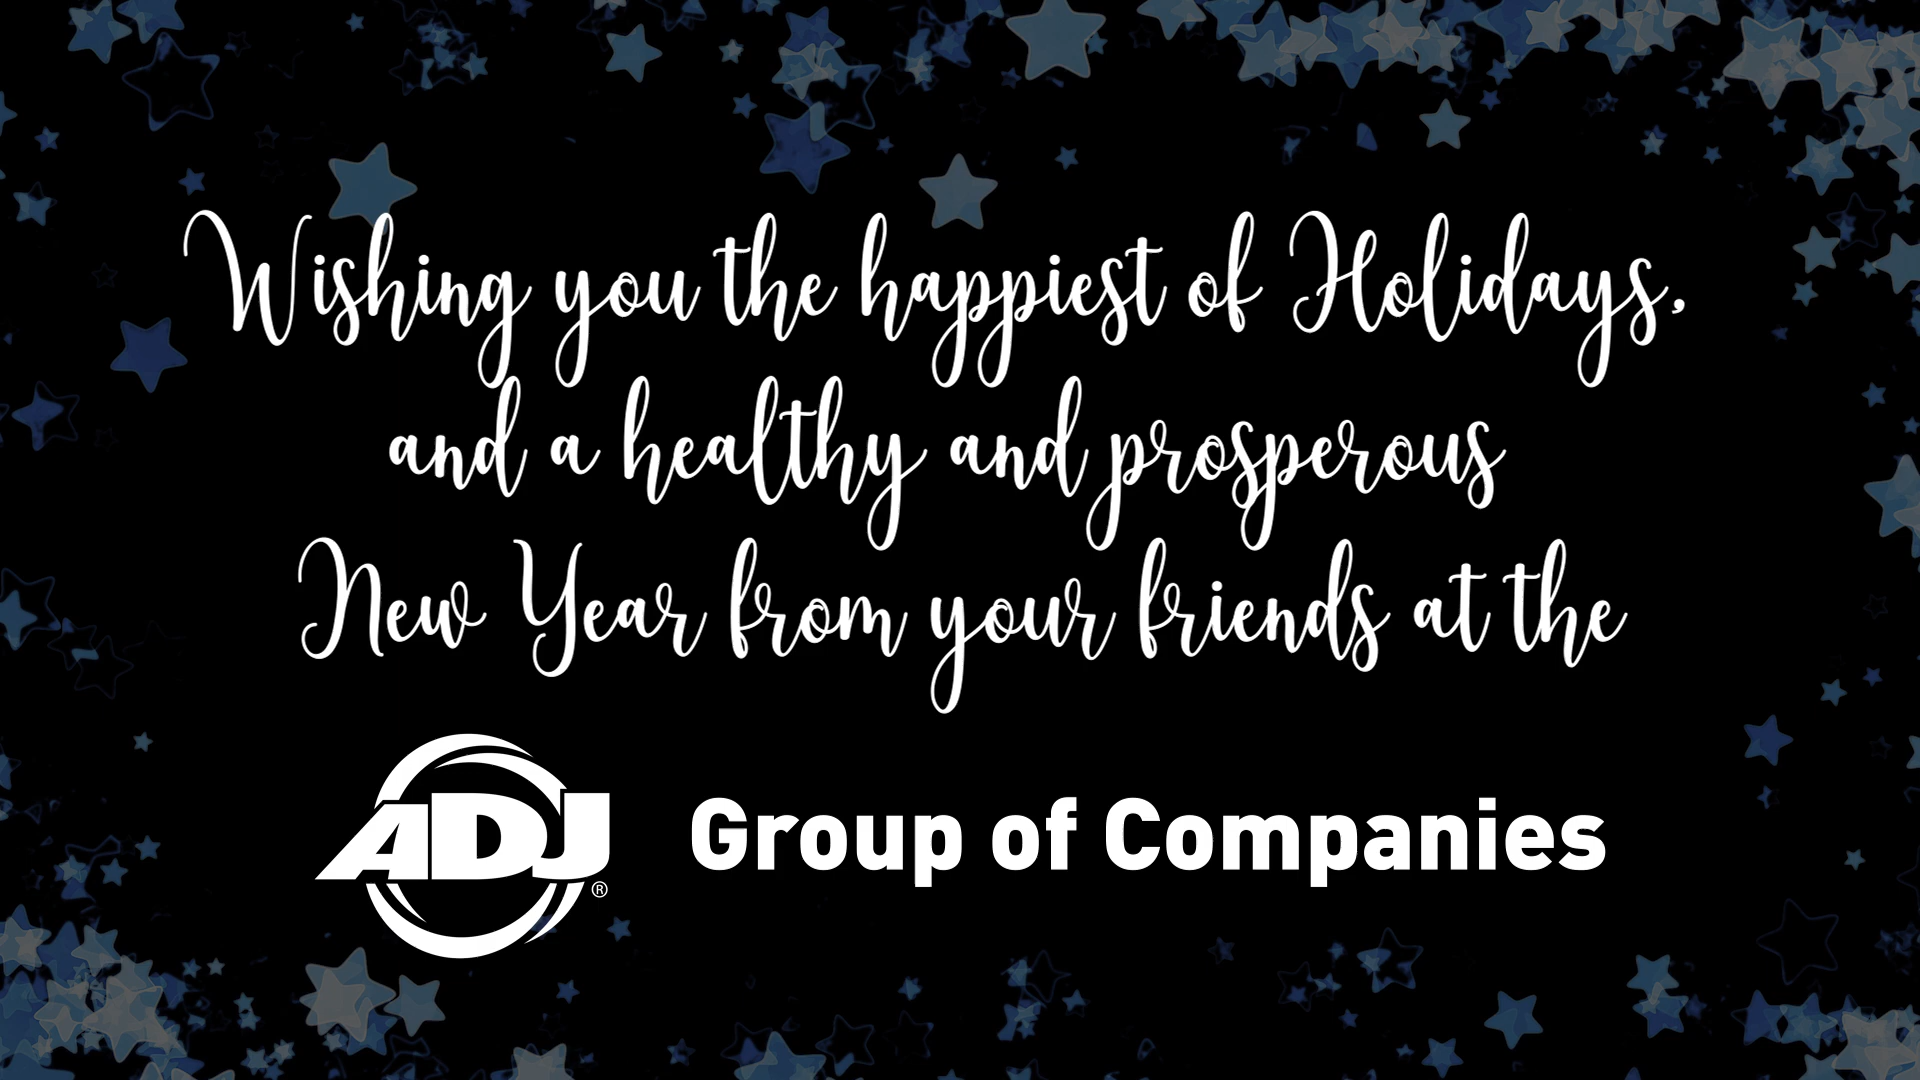 Wishing you the happiest of Holidays,
and a healthy and prosperous
New Year from your friends at the
ADJ® Group of Companies